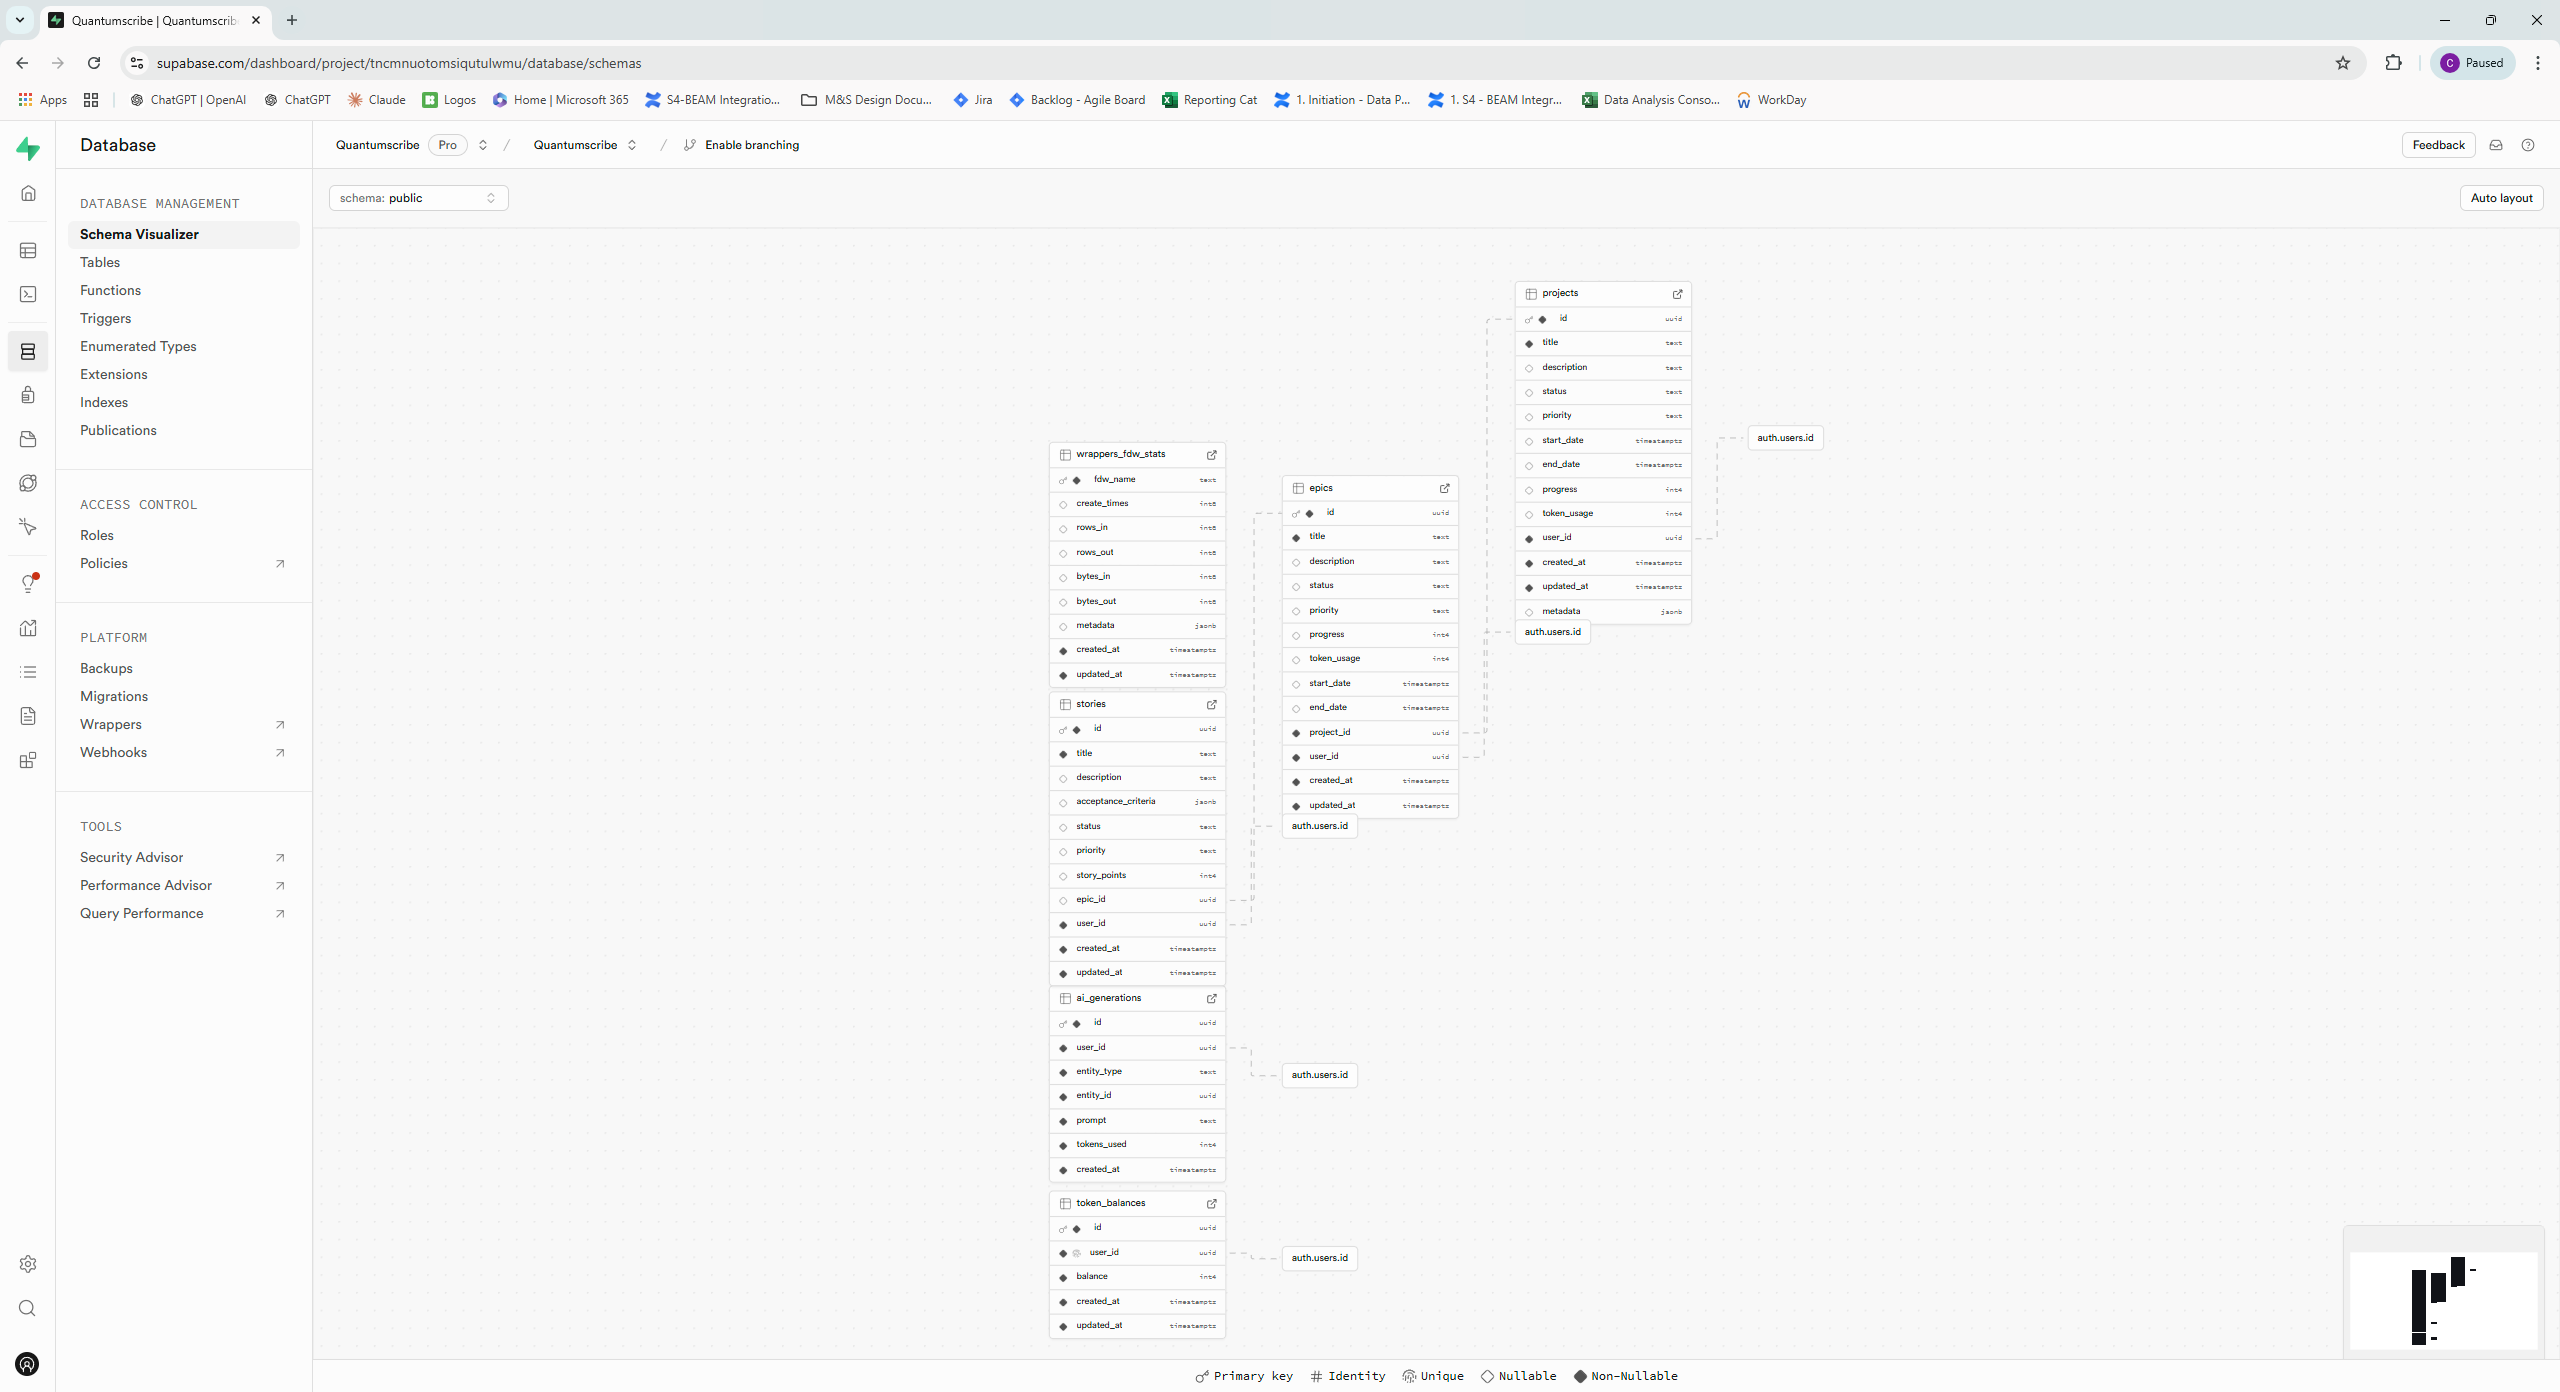 Quantumscribe | Quantumscrib
supabase.com/dashboard/project/tncmnuotomsiqutulwmu/database/schemas
C Paused
Apps
ChatGPT | OpenAI
ChatGPT
Claude
Logos
Home | Microsoft 365
S4-BEAM Integratio...
M&S Design Docu...
Jira
Backlog - Agile Board
Reporting Cat
1. Initiation - Data P...
1. S4 - BEAM Integr...
Data Analysis Conso...
WorkDay
Database
Quantumscribe Pro / Quantumscribe / Enable branching
Feedback
schema: public
Auto layout
DATABASE MANAGEMENT
Schema Visualizer
Tables
Functions
Triggers
Enumerated Types
Extensions
Indexes
Publications
ACCESS CONTROL
Roles
Policies
PLATFORM
Backups
Migrations
Wrappers
Webhooks
TOOLS
Security Advisor
Performance Advisor
Query Performance
wrappers_fdw_stats
fdw_name text
create_times int8
rows_in int8
rows_out int8
bytes_in int8
bytes_out int8
metadata jsonb
created_at timestamptz
updated_at timestamptz
stories
id uuid
title text
description text
acceptance_criteria jsonb
status text
priority text
story_points int4
epic_id uuid
user_id uuid
created_at timestamptz
updated_at timestamptz
ai_generations
id uuid
user_id uuid
entity_type text
entity_id uuid
prompt text
tokens_used int4
created_at timestamptz
token_balances
id uuid
user_id uuid
balance int4
created_at timestamptz
updated_at timestamptz
epics
id uuid
title text
description text
status text
priority text
progress int4
token_usage int4
start_date timestamptz
end_date timestamptz
project_id uuid
user_id uuid
created_at timestamptz
updated_at timestamptz
auth.users.id
auth.users.id
auth.users.id
projects
id uuid
title text
description text
status text
priority text
start_date timestamptz
end_date timestamptz
progress int4
token_usage int4
user_id uuid
created_at timestamptz
updated_at timestamptz
metadata jsonb
auth.users.id
auth.users.id
Primary key
Identity
Unique
Nullable
Non-Nullable